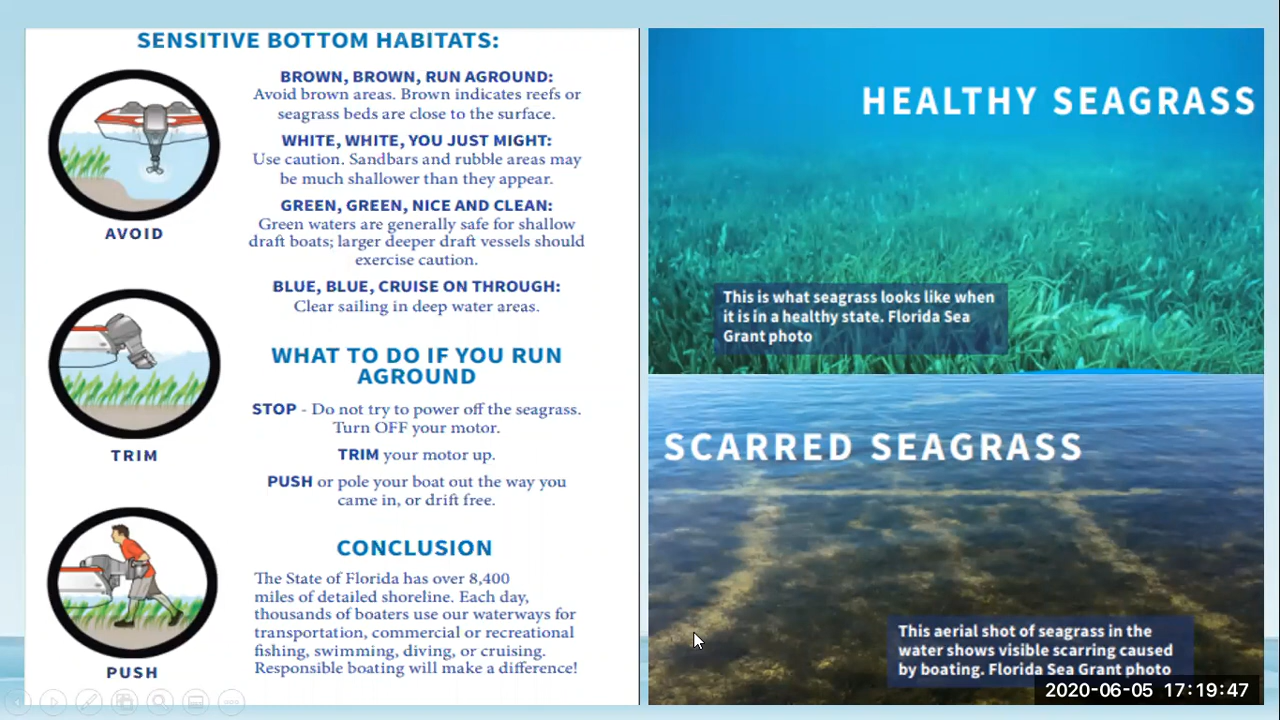 SENSITIVE BOTTOM HABITATS:
AVOID
TRIM
PUSH
BROWN, BROWN, RUN AGROUND:
Avoid brown areas. Brown indicates reefs or
seagrass beds are close to the surface.
WHITE, WHITE, YOU JUST MIGHT:
Use caution. Sandbars and rubble areas may
be much shallower than they appear.
GREEN, GREEN, NICE AND CLEAN:
Green waters are generally safe for shallow
draft boats; larger deeper draft vessels should
exercise caution.
BLUE, BLUE, CRUISE ON THROUGH:
Clear sailing in deep water areas.
WHAT TO DO IF YOU RUN
AGROUND
STOP - Do not try to power off the seagrass.
Turn OFF your motor.
TRIM your motor up.
PUSH or pole your boat out the way you
came in, or drift free.
CONCLUSION
The State of Florida has over 8,400
miles of detailed shoreline. Each day,
thousands of boaters use our waterways for
transportation, commercial or recreational
fishing, swimming, diving, or cruising.
Responsible boating will make a difference!
HEALTHY SEAGRASS
This is what seagrass looks like when
it is in a healthy state. Florida Sea
Grant photo
SCARRED SEAGRASS
This aerial shot of seagrass in the
water shows visible scarring caused
by boating. Florida Sea Grant photo
2020-06-05 17:19:47